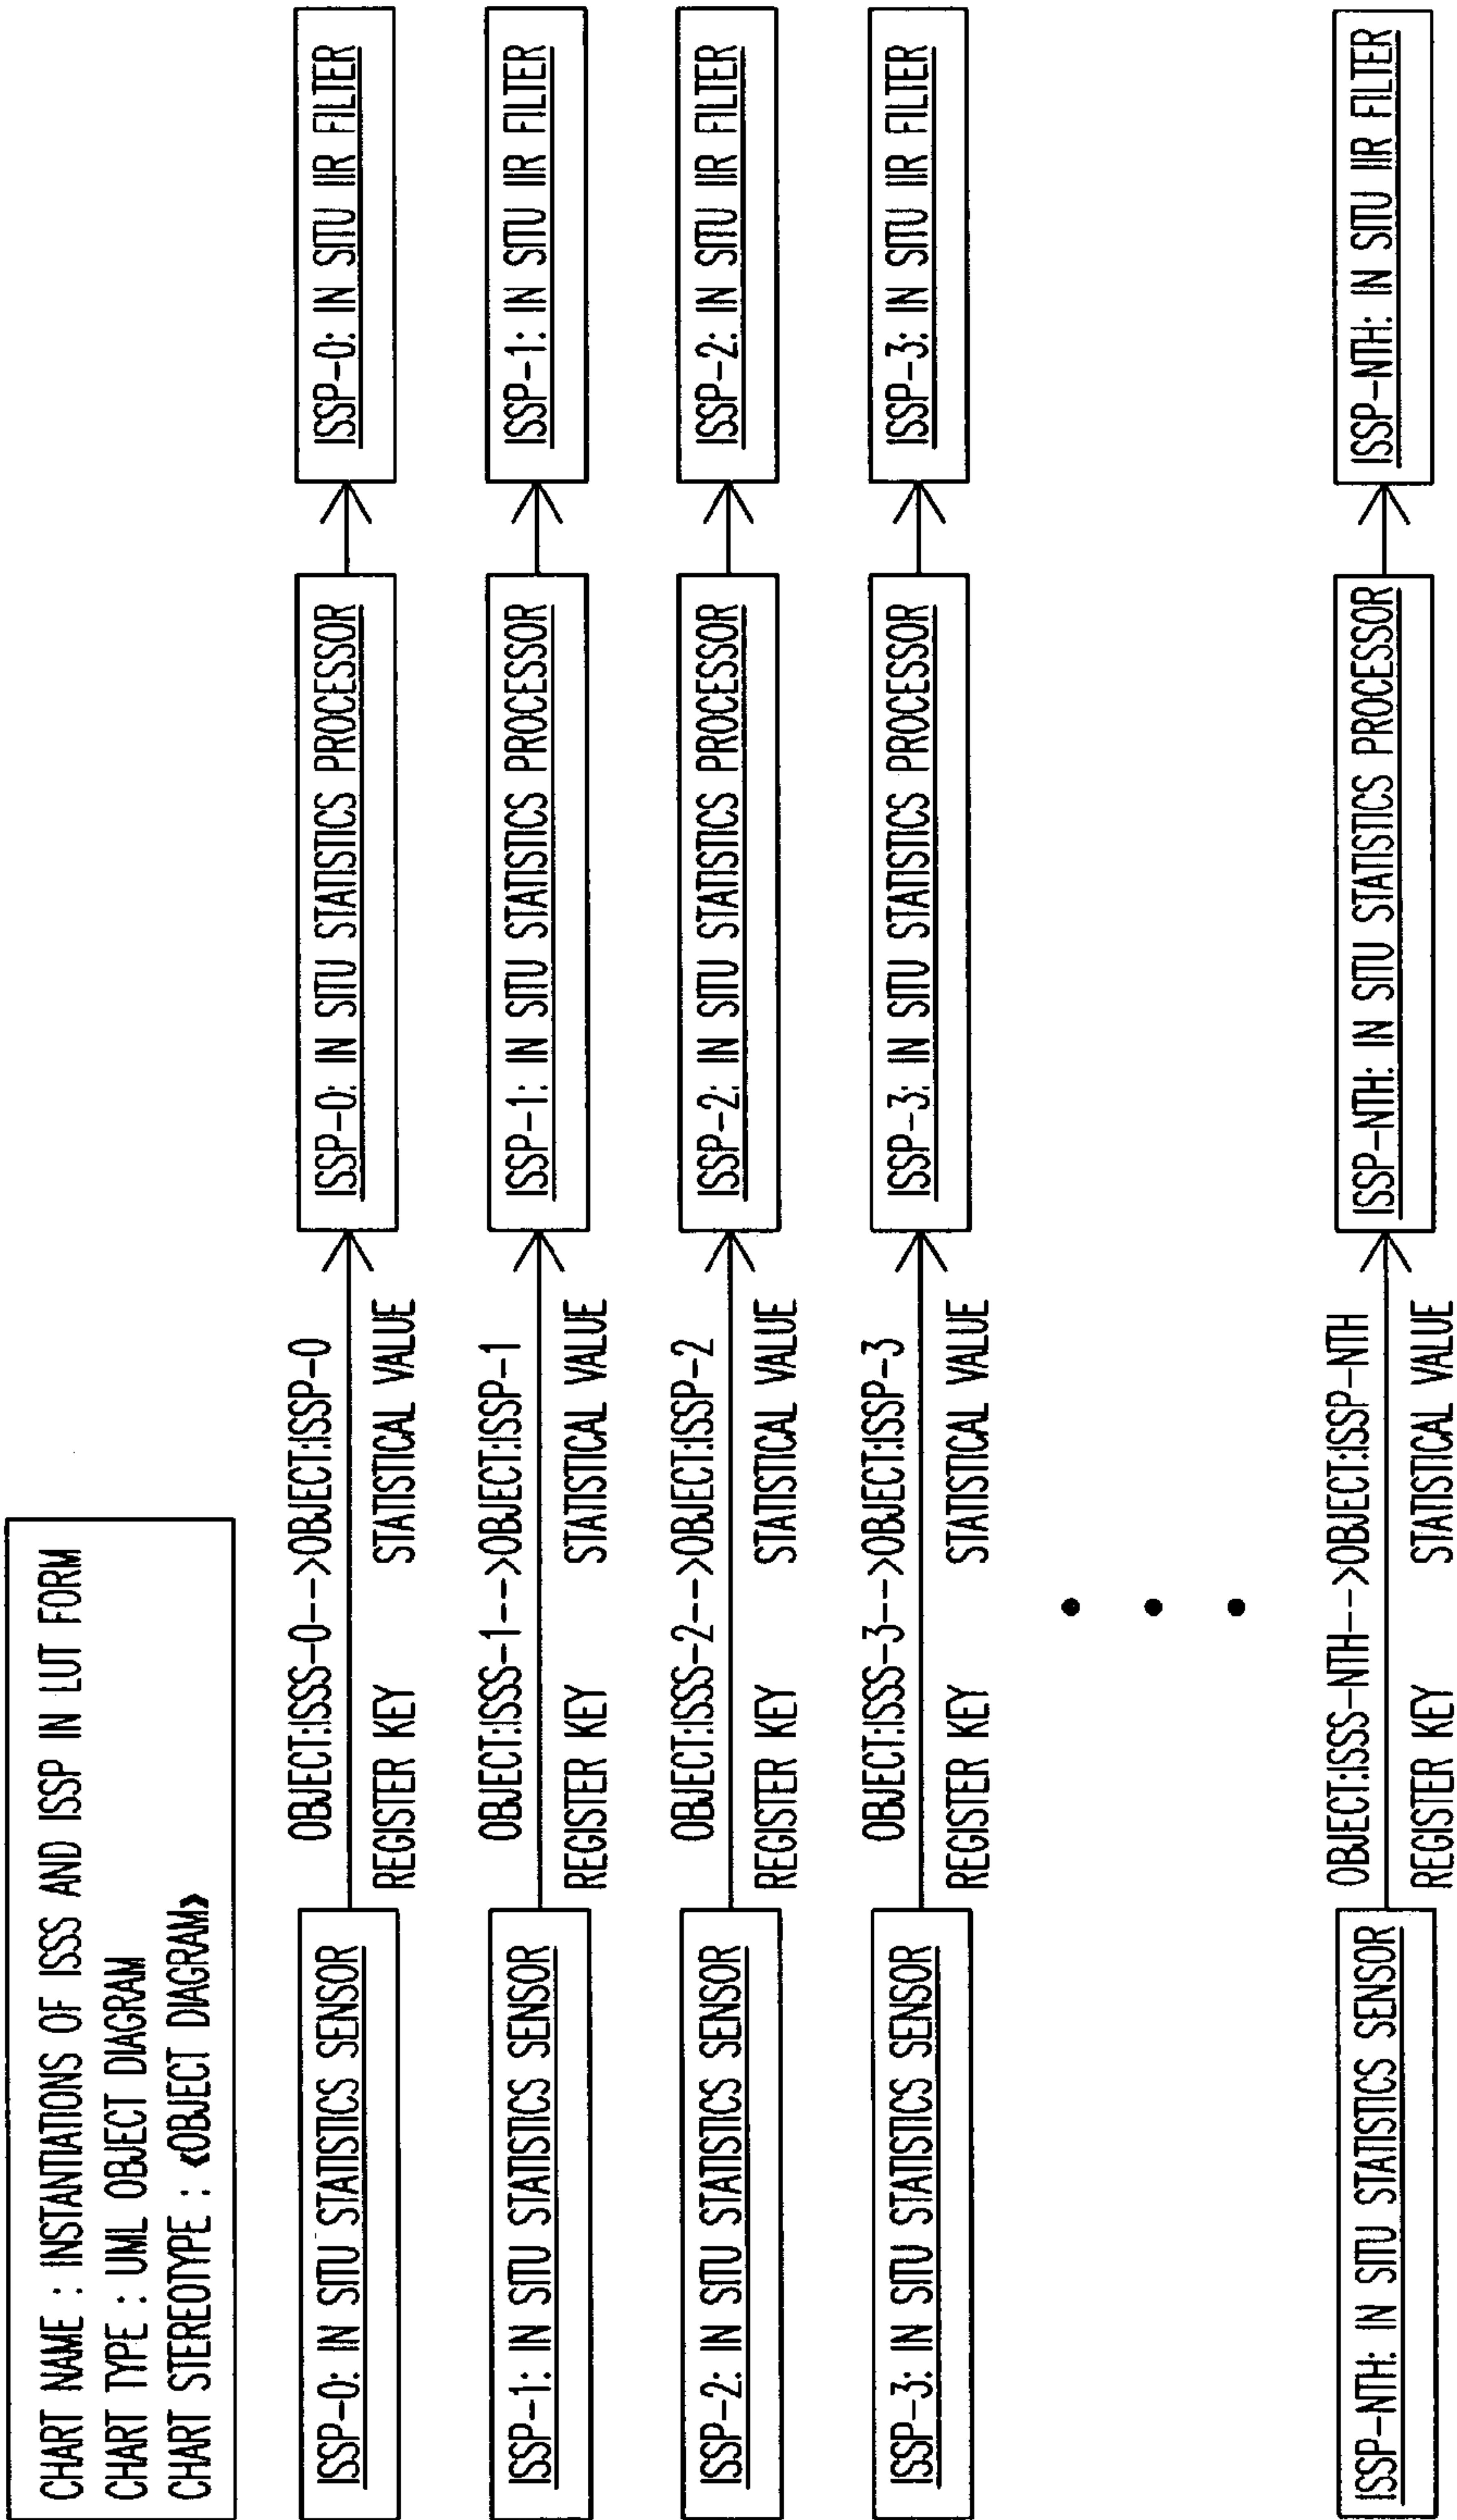 CHART NAME : INSTANTIATIONS OF ISSS AND ISSP IN LUT FORM
CHART TYPE : UML OBJECT DIAGRAM
CHART STEREOTYPE : «OBJECT DIAGRAM»
ISSP-0: IN SITU STATISTICS SENSOR
OBJECT:ISSS-0-->OBJECT:ISSP-0
REGISTER KEY STATISTICAL VALUE
ISSP-0: IN SITU STATISTICS PROCESSOR
ISSP-0: IN SITU IIR FILTER
ISSP-1: IN SITU STATISTICS SENSOR
OBJECT:ISSS-1-->OBJECT:ISSP-1
REGISTER KEY STATISTICAL VALUE
ISSP-1: IN SITU STATISTICS PROCESSOR
ISSP-1: IN SITU IIR FILTER
ISSP-2: IN SITU STATISTICS SENSOR
OBJECT:ISSS-2-->OBJECT:ISSP-2
REGISTER KEY STATISTICAL VALUE
ISSP-2: IN SITU STATISTICS PROCESSOR
ISSP-2: IN SITU IIR FILTER
ISSP-3: IN SITU STATISTICS SENSOR
OBJECT:ISSS-3-->OBJECT:ISSP-3
REGISTER KEY STATISTICAL VALUE
ISSP-3: IN SITU STATISTICS PROCESSOR
ISSP-3: IN SITU IIR FILTER
ISSP-NTH: IN SITU STATISTICS SENSOR
OBJECT:ISSS-NTH-->OBJECT:ISSP-NTH
REGISTER KEY STATISTICAL VALUE
ISSP-NTH: IN SITU STATISTICS PROCESSOR
ISSP-NTH: IN SITU IIR FILTER